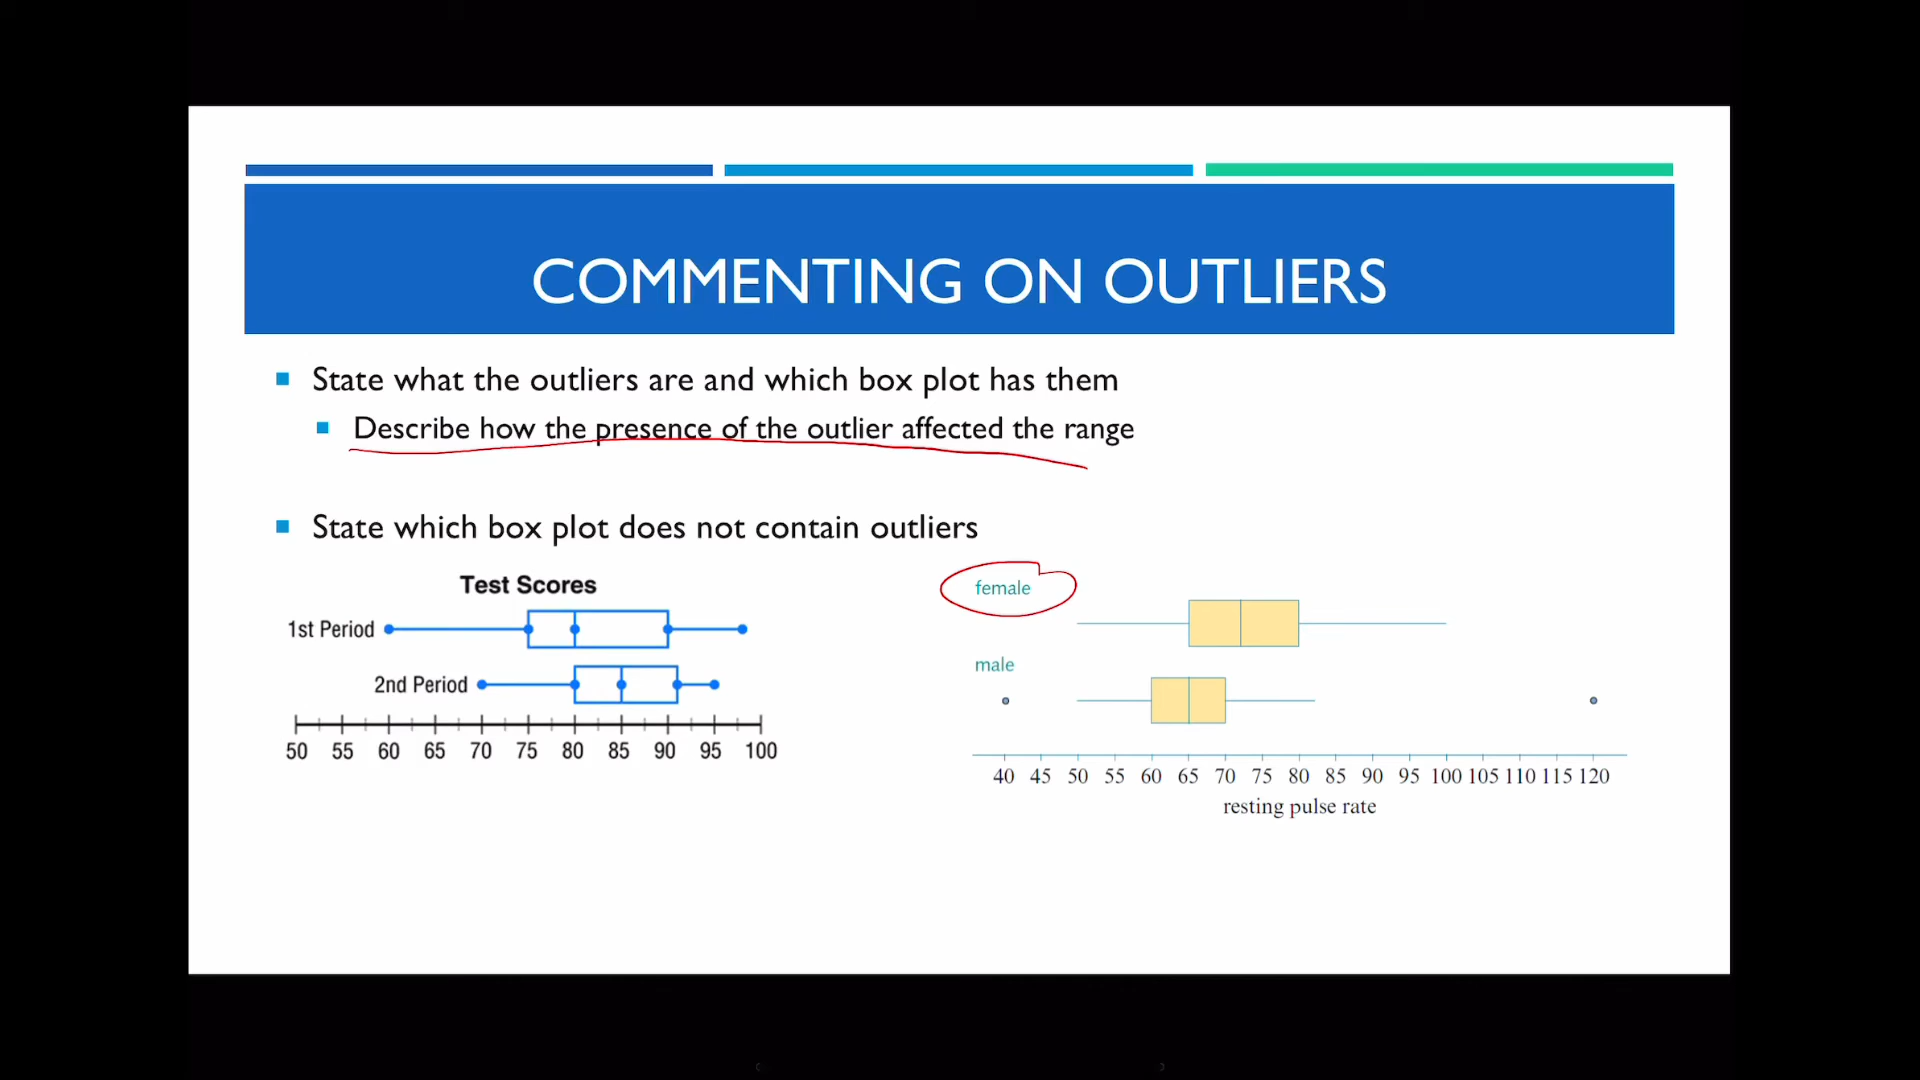 COMMENTING ON OUTLIERS
State what the outliers are and which box plot has them
Describe how the presence of the outlier affected the range
State which box plot does not contain outliers
Test Scores
1st Period
2nd Period
50 55 60 65 70 75 80 85 90 95 100
female
male
40 45 50 55 60 65 70 75 80 85 90 95 100 105 110 115 120
resting pulse rate